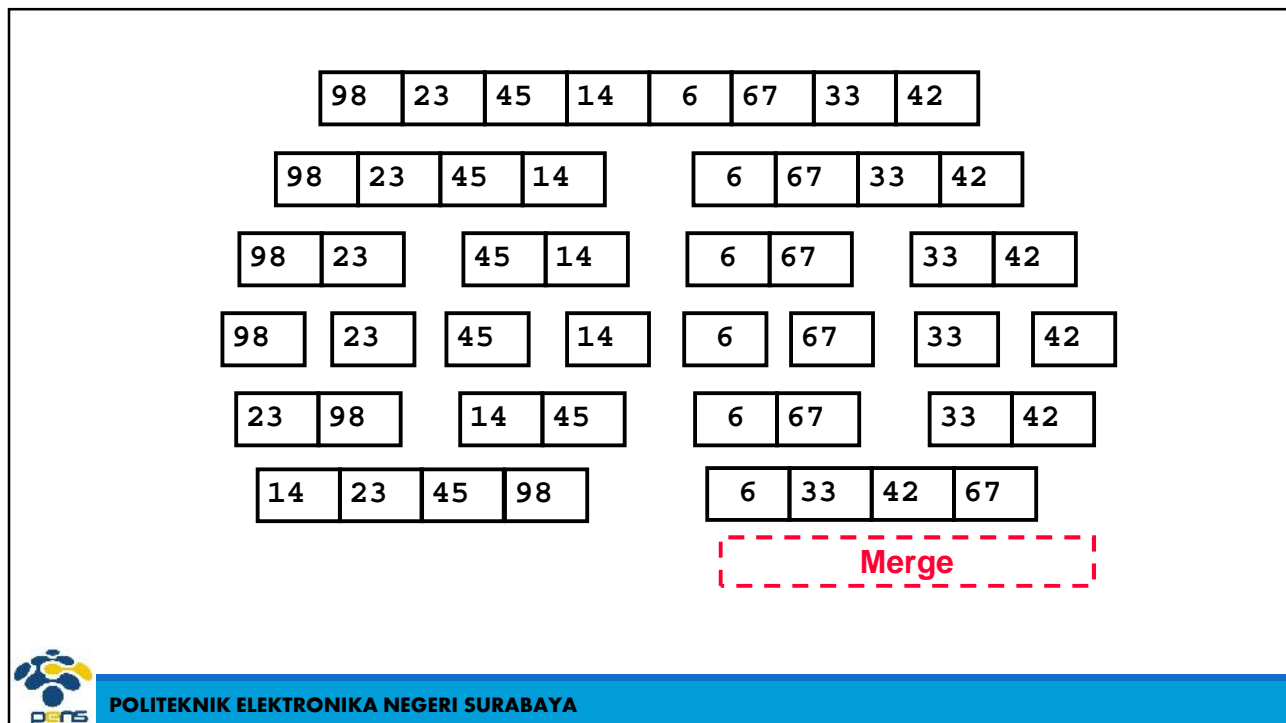 98 23 45 14 6 67 33 42
98 23 45 14 6 67 33 42
98 23 45 14 6 67 33 42
98 23 45 14 6 67 33 42
23 98 14 45 6 67 33 42
14 23 45 98 6 33 42 67
Merge
pens
POLITEKNIK ELEKTRONIKA NEGERI SURABAYA